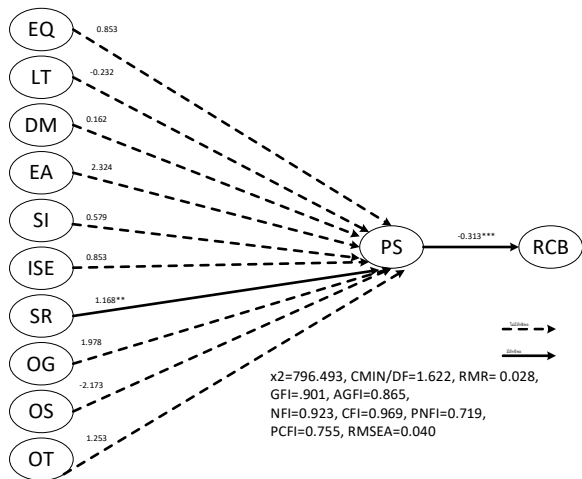 EQ
0.853
LT
-0.232
DM
0.162
EA
2.324
SI
0.579
ISE
0.853
SR
1.168**
OG
1.978
OS
-2.173
OT
1.253
PS
-0.313***
RCB
x2=796.493, CMIN/DF=1.622, RMR= 0.028,
GFI=.901, AGFI=0.865,
NFI=0.923, CFI=0.969, PNFI=0.719,
PCFI=0.755, RMSEA=0.040